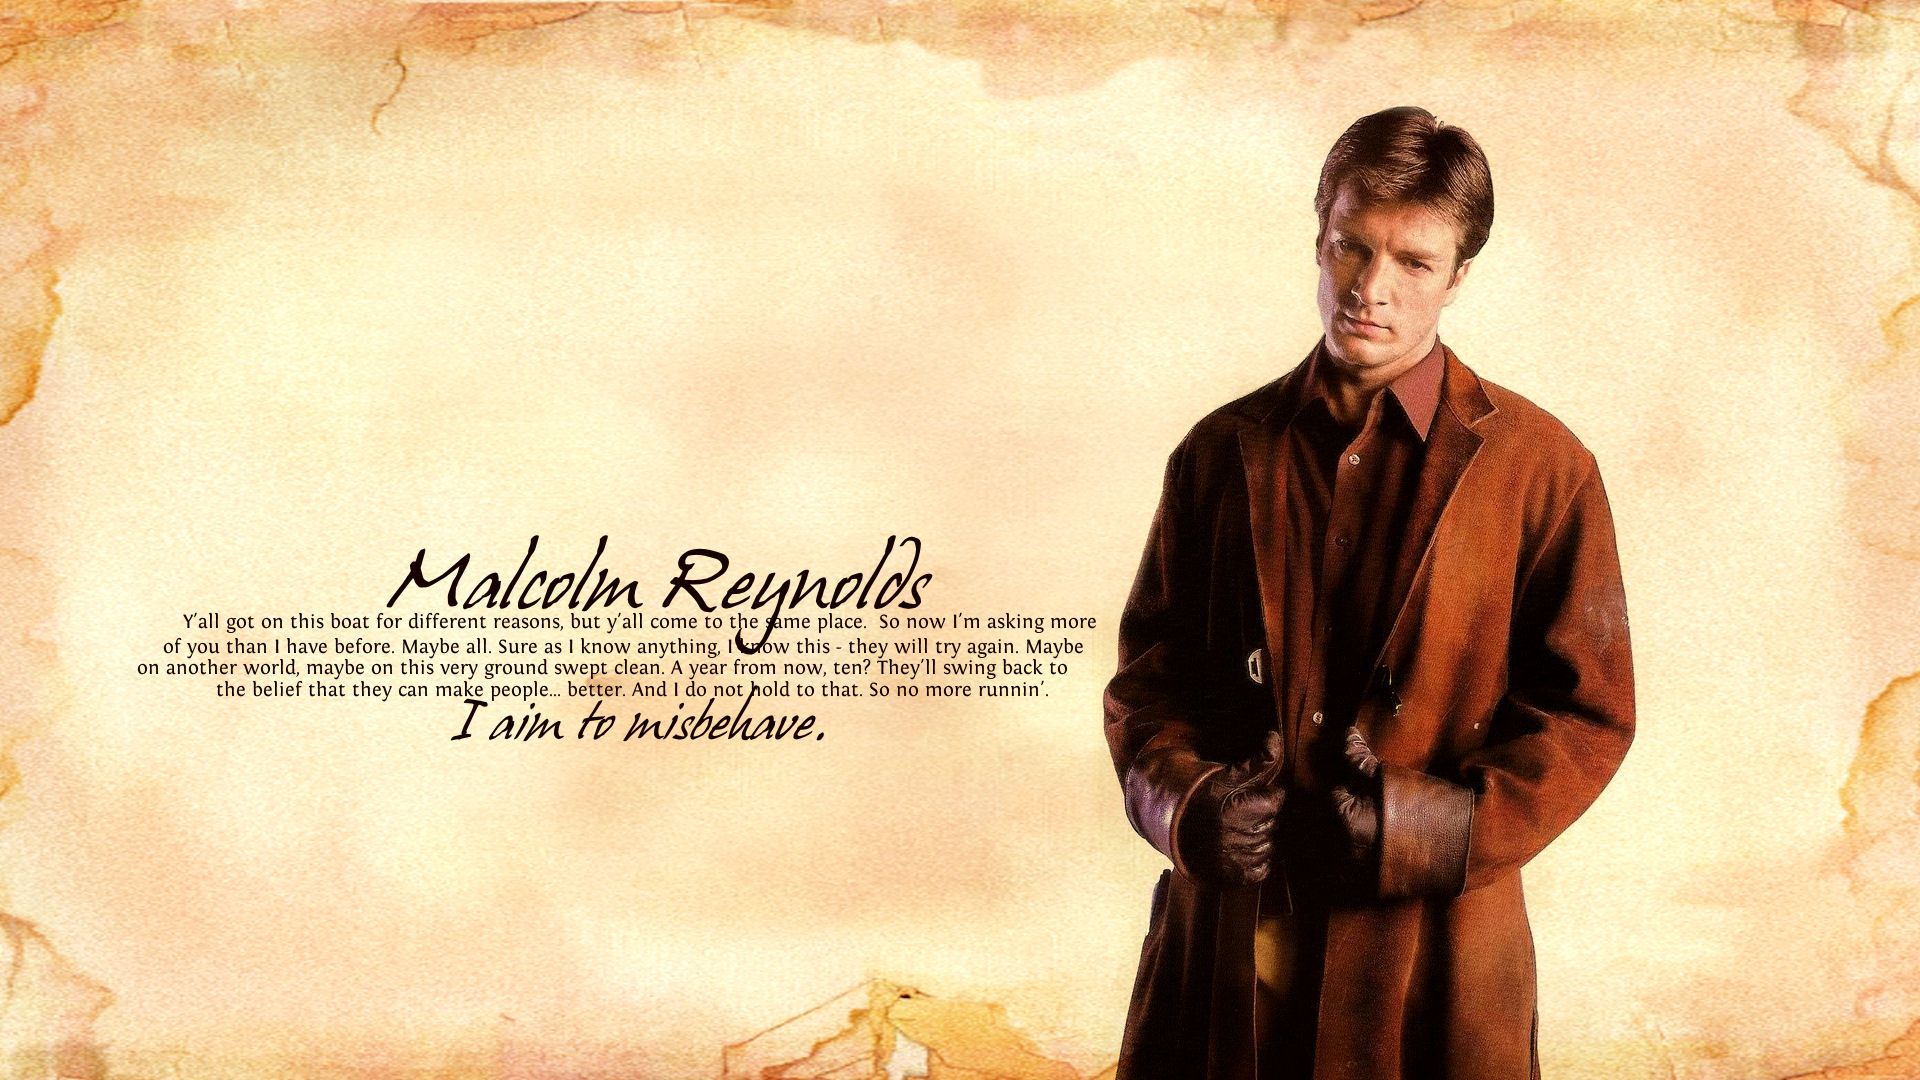 Malcolm Reynolds
Y'all got on this boat for different reasons, but y'all come to the same place. So now I'm asking more
of you than I have before. Maybe all. Sure as I know anything, I know this - they will try again. Maybe
on another world, maybe on this very ground swept clean. A year from now, ten? They'll swing back to
the belief that they can make people... better. And I do not hold to that. So no more runnin'.
I aim to misbehave.